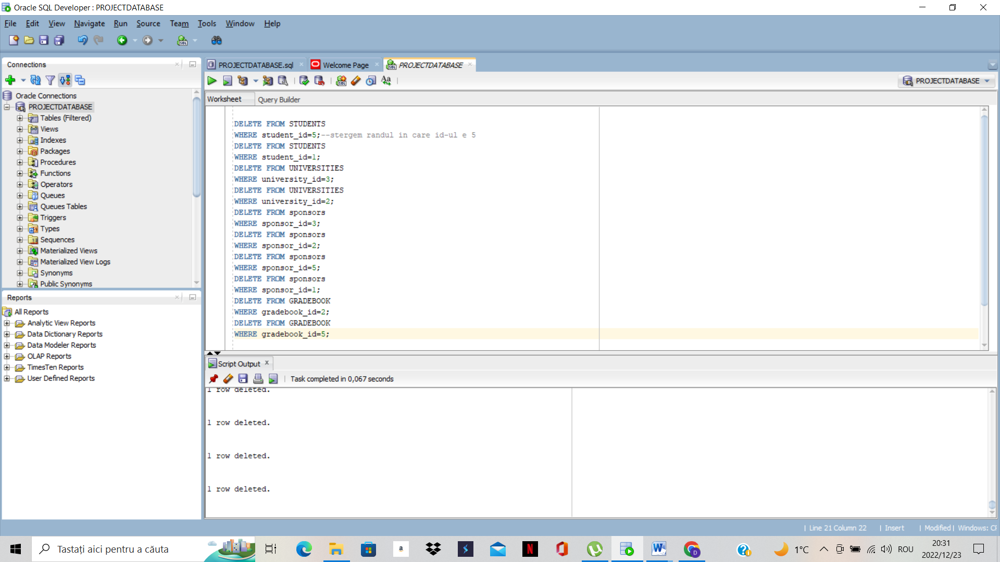 Oracle SQL Developer : PROJECTDATABASE
File Edit View Navigate Run Source Team Tools Window Help
Connections
Oracle Connections
PROJECTDATABASE
Tables (Filtered)
Views
Indexes
Packages
Procedures
Functions
Operators
Queues
Queues Tables
Triggers
Types
Sequences
Materialized Views
Materialized View Logs
Synonyms
Public Synonyms
Reports
All Reports
Analytic View Reports
Data Dictionary Reports
Data Modeler Reports
OLAP Reports
TimesTen Reports
User Defined Reports
PROJECTDATABASE.sql
Welcome Page
PROJECTDATABASE
PROJECTDATABASE
Worksheet Query Builder
DELETE FROM STUDENTS
WHERE student_id=5;--stergem randul in care id-ul e 5
DELETE FROM STUDENTS
WHERE student_id=1;
DELETE FROM UNIVERSITIES
WHERE university_id=3;
DELETE FROM UNIVERSITIES
WHERE university_id=2;
DELETE FROM sponsors
WHERE sponsor_id=3;
DELETE FROM sponsors
WHERE sponsor_id=2;
DELETE FROM sponsors
WHERE sponsor_id=5;
DELETE FROM sponsors
WHERE sponsor_id=1;
DELETE FROM GRADEBOOK
WHERE gradebook_id=2;
DELETE FROM GRADEBOOK
WHERE gradebook_id=5;
Script Output
Task completed in 0,067 seconds
1 row deleted.
1 row deleted.
1 row deleted.
1 row deleted.
Line 21 Column 22 | Insert | Modified | Windows: CF
Tastați aici pentru a căuta
1°C
ROU
20:31
2022/12/23